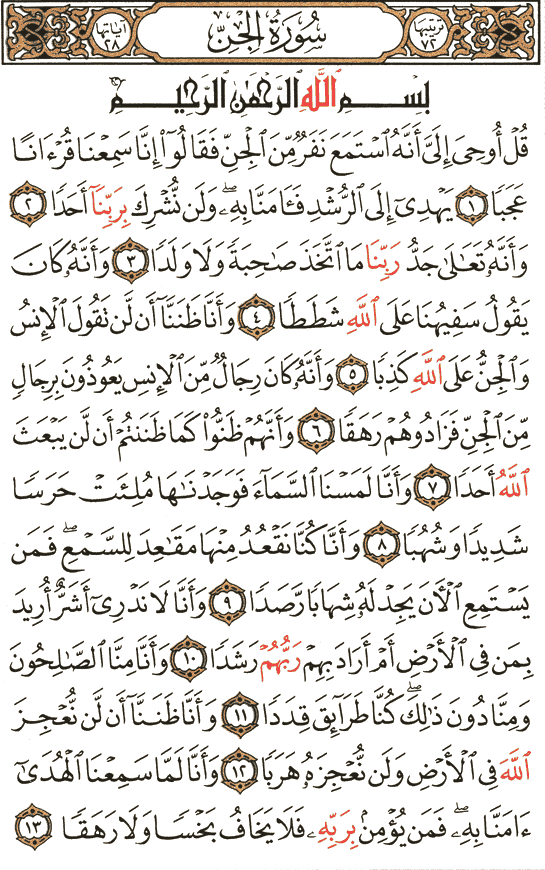 ترتيبها ٧٢ سُورَةُ الجِنِّ آياتها ٢٨
بِسْمِ ٱللَّهِ ٱلرَّحْمَٰنِ ٱلرَّحِيمِ
قُلْ أُوحِىَ إِلَىَّ أَنَّهُ ٱسْتَمَعَ نَفَرٌ مِّنَ ٱلْجِنِّ فَقَالُوٓا۟ إِنَّا سَمِعْنَا قُرْءَانًا
عَجَبًا ١ يَهْدِىٓ إِلَى ٱلرُّشْدِ فَـَٔامَنَّا بِهِۦ ۖ وَلَن نُّشْرِكَ بِرَبِّنَآ أَحَدًا ٢
وَأَنَّهُۥ تَعَٰلَىٰ جَدُّ رَبِّنَا مَا ٱتَّخَذَ صَٰحِبَةً وَلَا وَلَدًا ٣ وَأَنَّهُۥ كَانَ
يَقُولُ سَفِيهُنَا عَلَى ٱللَّهِ شَطَطًا ٤ وَأَنَّا ظَنَنَّآ أَن لَّن تَقُولَ ٱلْإِنسُ
وَٱلْجِنُّ عَلَى ٱللَّهِ كَذِبًا ٥ وَأَنَّهُۥ كَانَ رِجَالٌ مِّنَ ٱلْإِنسِ يَعُوذُونَ بِرِجَالٍ
مِّنَ ٱلْجِنِّ فَزَادُوهُمْ رَهَقًا ٦ وَأَنَّهُمْ ظَنُّوا۟ كَمَا ظَنَنتُمْ أَن لَّن يَبْعَثَ
ٱللَّهُ أَحَدًا ٧ وَأَنَّا لَمَسْنَا ٱلسَّمَآءَ فَوَجَدْنَٰهَا مُلِئَتْ حَرَسًا
شَدِيدًا وَشُهُبًا ٨ وَأَنَّا كُنَّا نَقْعُدُ مِنْهَا مَقَٰعِدَ لِلسَّمْعِ ۖ فَمَن
يَسْتَمِعِ ٱلْـَٔانَ يَجِدْ لَهُۥ شِهَابًا رَّصَدًا ٩ وَأَنَّا لَا نَدْرِىٓ أَشَرٌّ أُرِيدَ
بِمَن فِى ٱلْأَرْضِ أَمْ أَرَادَ بِهِمْ رَبُّهُمْ رَشَدًا ١٠ وَأَنَّا مِنَّا ٱلصَّٰلِحُونَ
وَمِنَّا دُونَ ذَٰلِكَ ۖ كُنَّا طَرَآئِقَ قِدَدًا ١١ وَأَنَّا ظَنَنَّآ أَن لَّن نُّعْجِزَ
ٱللَّهَ فِى ٱلْأَرْضِ وَلَن نُّعْجِزَهُۥ هَرَبًا ١٢ وَأَنَّا لَمَّا سَمِعْنَا ٱلْهُدَىٰٓ
ءَامَنَّا بِهِۦ ۖ فَمَن يُؤْمِنۢ بِرَبِّهِۦ فَلَا يَخَافُ بَخْسًا وَلَا رَهَقًا ١٣